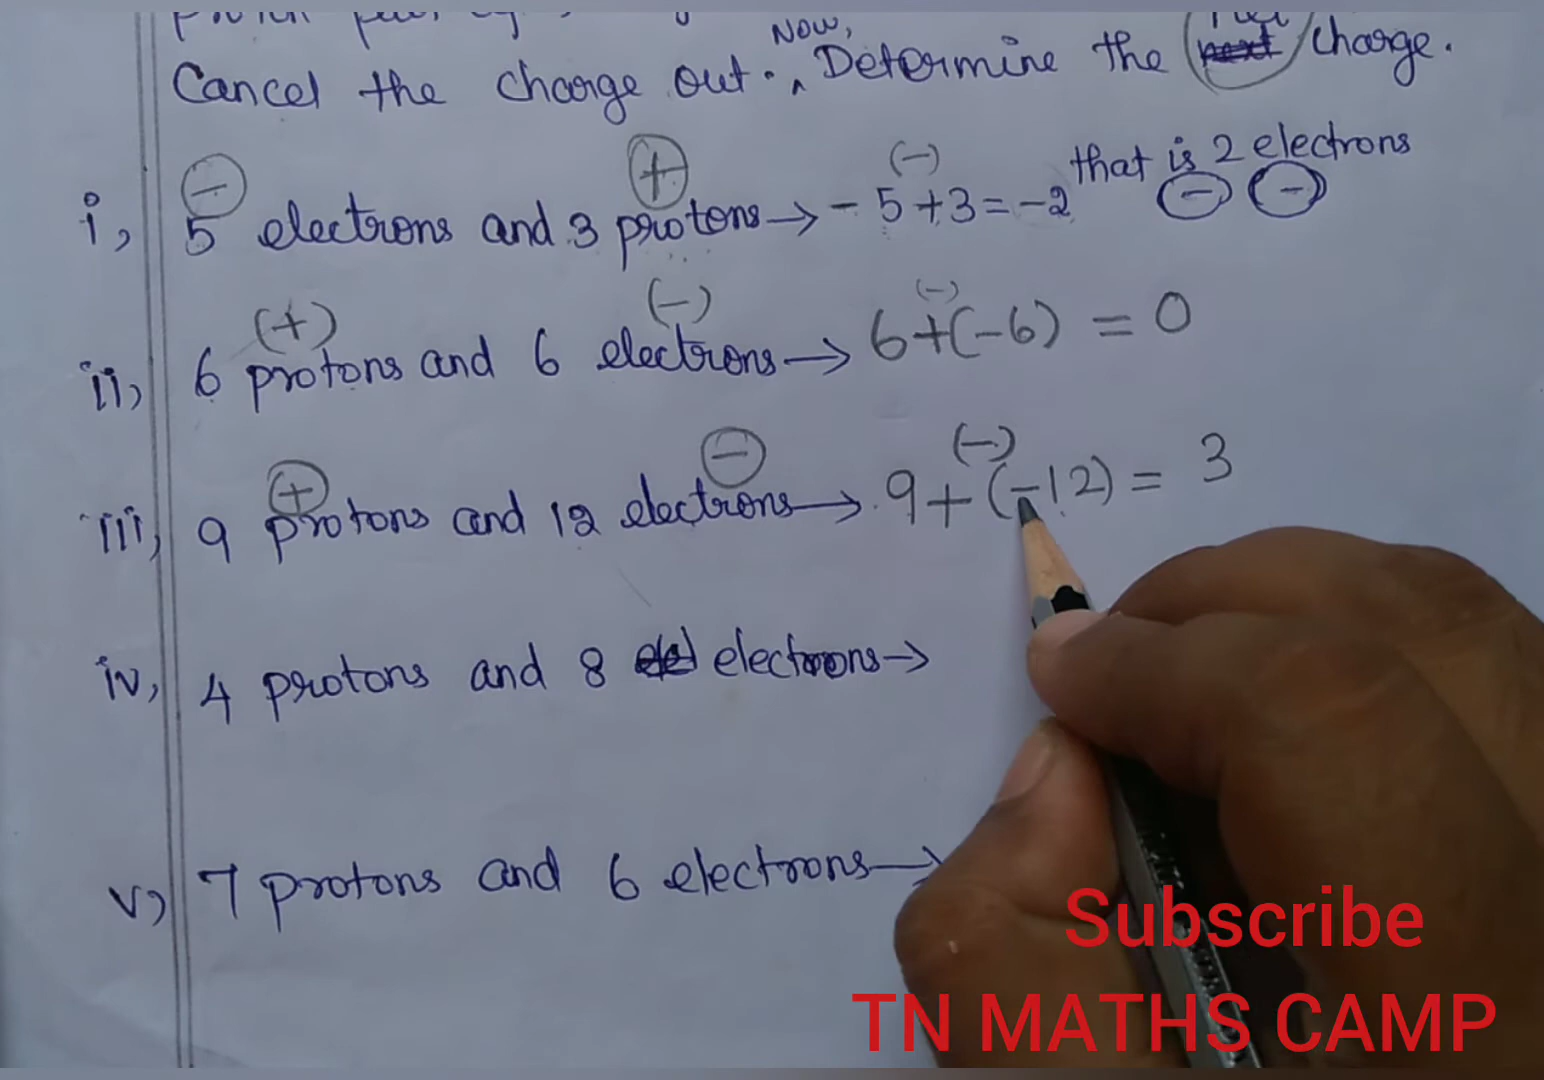 Now,
Cancel the charge out. ^ Determine the Net charge.
(-) that is 2 electrons
i, 5 electrons and 3 protons → - 5 + 3 = -2
(+) (-) (-)
ii, 6 protons and 6 electrons → 6+(-6) = 0
(-)
iii, 9 protons and 12 electrons → 9 + (-12) = 3
iv, 4 protons and 8 electrons →
v, 7 protons and 6 electrons →
Subscribe
TN MATHS CAMP